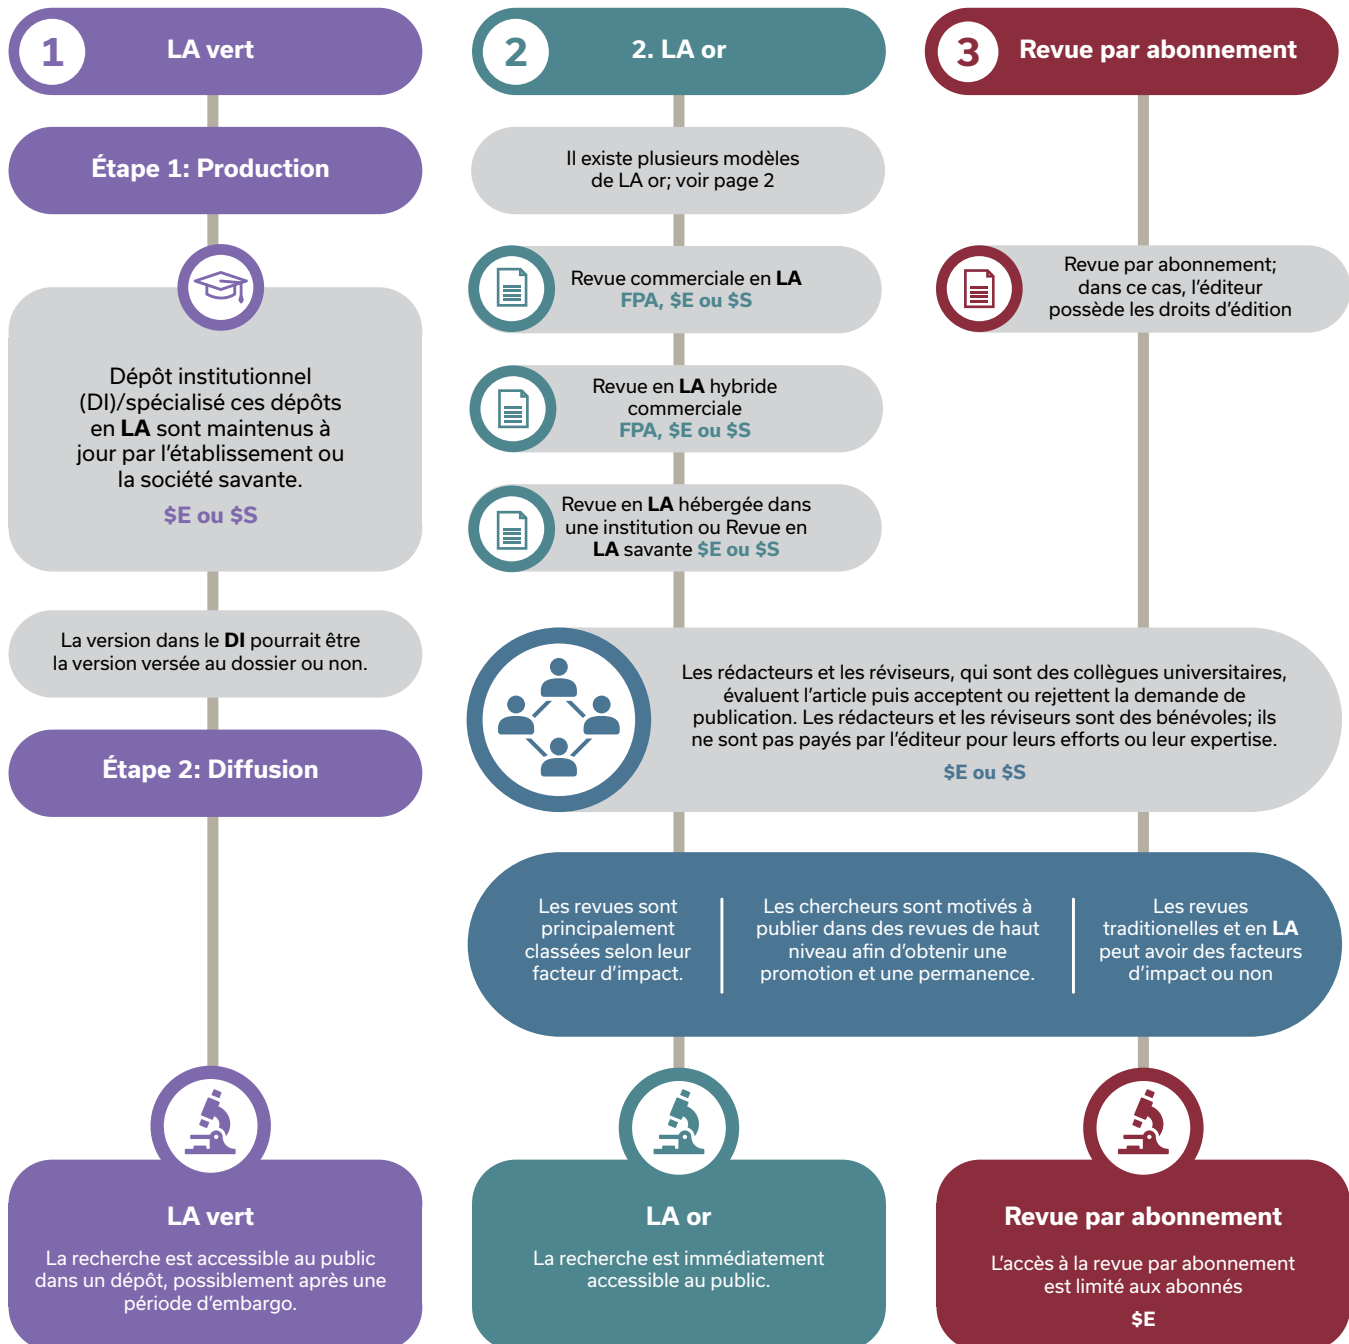 1
LA vert
Étape 1: Production
Dépôt institutionnel
(DI)/spécialisé ces dépôts
en LA sont maintenus à
jour par l’établissement ou
la société savante.
$E ou $S
La version dans le DI pourrait être
la version versée au dossier ou non.
Étape 2: Diffusion
2
2. LA or
Il existe plusieurs modèles
de LA or; voir page 2
Revue commerciale en LA
FPA, $E ou $S
Revue en LA hybride
commerciale
FPA, $E ou $S
Revue en LA hébergée dans
une institution ou Revue en
LA savante $E ou $S
3
Revue par abonnement
Revue par abonnement;
dans ce cas, l’éditeur
possède les droits d’édition
Les rédacteurs et les réviseurs, qui sont des collègues universitaires,
évaluent l’article puis acceptent ou rejettent la demande de
publication. Les rédacteurs et les réviseurs sont des bénévoles; ils
ne sont pas payés par l’éditeur pour leurs efforts ou leur expertise.
$E ou $S
Les revues sont
principalement
classées selon leur
facteur d’impact.
Les chercheurs sont motivés à
publier dans des revues de haut
niveau afin d’obtenir une
promotion et une permanence.
Les revues
traditionelles et en LA
peut avoir des facteurs
d’impact ou non
LA vert
La recherche est accessible au public
dans un dépôt, possiblement après une
période d’embargo.
LA or
La recherche est immédiatement
accessible au public.
Revue par abonnement
L’accès à la revue par abonnement
est limité aux abonnés
$E